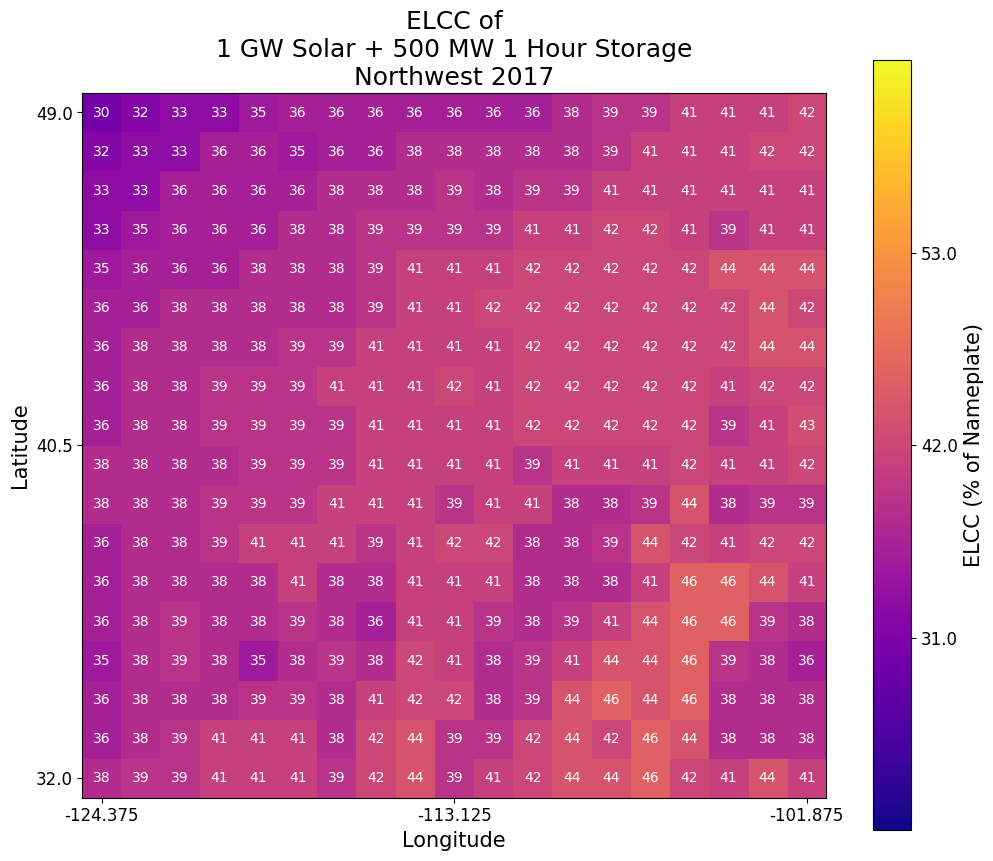 ELCC of
1 GW Solar + 500 MW 1 Hour Storage
Northwest 2017
49.0 30 32 33 33 35 36 36 36 36 36 36 36 38 39 39 41 41 41 42
32 33 33 36 36 35 36 36 38 38 38 38 38 39 41 41 41 42 42
33 33 36 36 36 36 38 38 38 39 38 39 39 41 41 41 41 41 41
33 35 36 36 36 38 38 39 39 39 39 41 41 42 42 41 39 41 41
35 36 36 36 38 38 38 39 41 41 41 42 42 42 42 42 44 44 44
36 36 38 38 38 38 38 39 41 41 42 42 42 42 42 42 42 44 42
36 38 38 38 38 39 39 41 41 41 41 42 42 42 42 42 42 44 44
36 38 38 39 39 39 41 41 41 42 41 42 42 42 42 42 41 42 42
40.5 36 38 38 39 39 39 39 41 41 41 41 42 42 42 42 42 39 41 43
38 38 38 38 39 39 39 41 41 41 41 39 41 41 41 42 41 41 42
38 38 38 39 39 39 41 41 41 39 41 41 38 38 39 44 38 39 39
36 38 38 39 41 41 41 39 41 42 42 38 38 39 44 42 41 42 42
36 38 38 38 38 41 38 38 41 41 41 38 38 38 41 46 46 44 41
36 38 39 38 38 39 38 36 41 41 39 38 39 41 44 46 46 39 38
35 38 39 38 35 38 39 38 42 41 38 39 41 44 44 46 39 38 36
36 38 38 38 39 39 38 41 42 42 38 39 44 46 44 46 38 38 38
36 38 39 41 41 41 38 42 44 39 39 42 44 42 46 44 38 38 38
32.0 38 39 39 41 41 41 39 42 44 39 41 42 44 44 46 42 41 44 41
-124.375 -113.125 -101.875
Longitude
Latitude
53.0
42.0
31.0
ELCC (% of Nameplate)